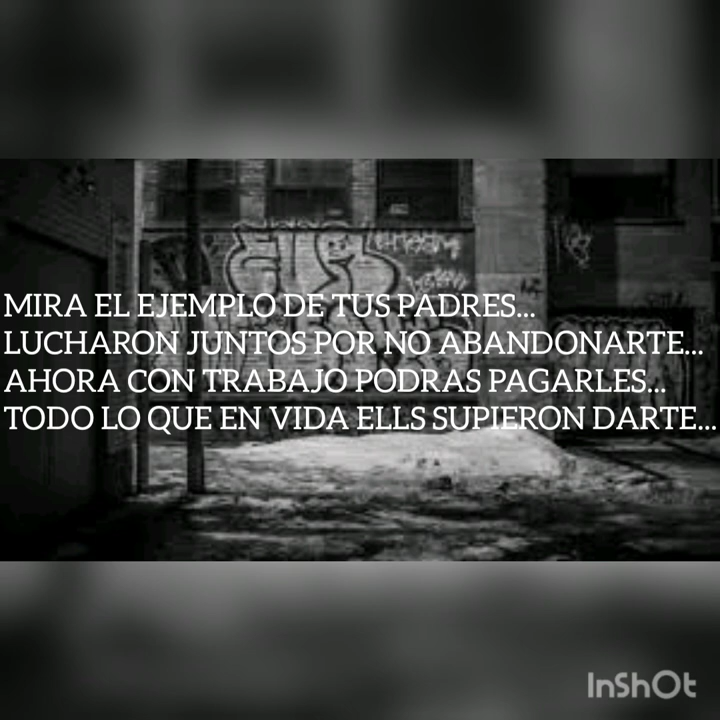 MIRA EL EJEMPLO DE TUS PADRES...
LUCHARON JUNTOS POR NO ABANDONARTE...
AHORA CON TRABAJO PODRAS PAGARLES...
TODO LO QUE EN VIDA ELLS SUPIERON DARTE...
InShOt